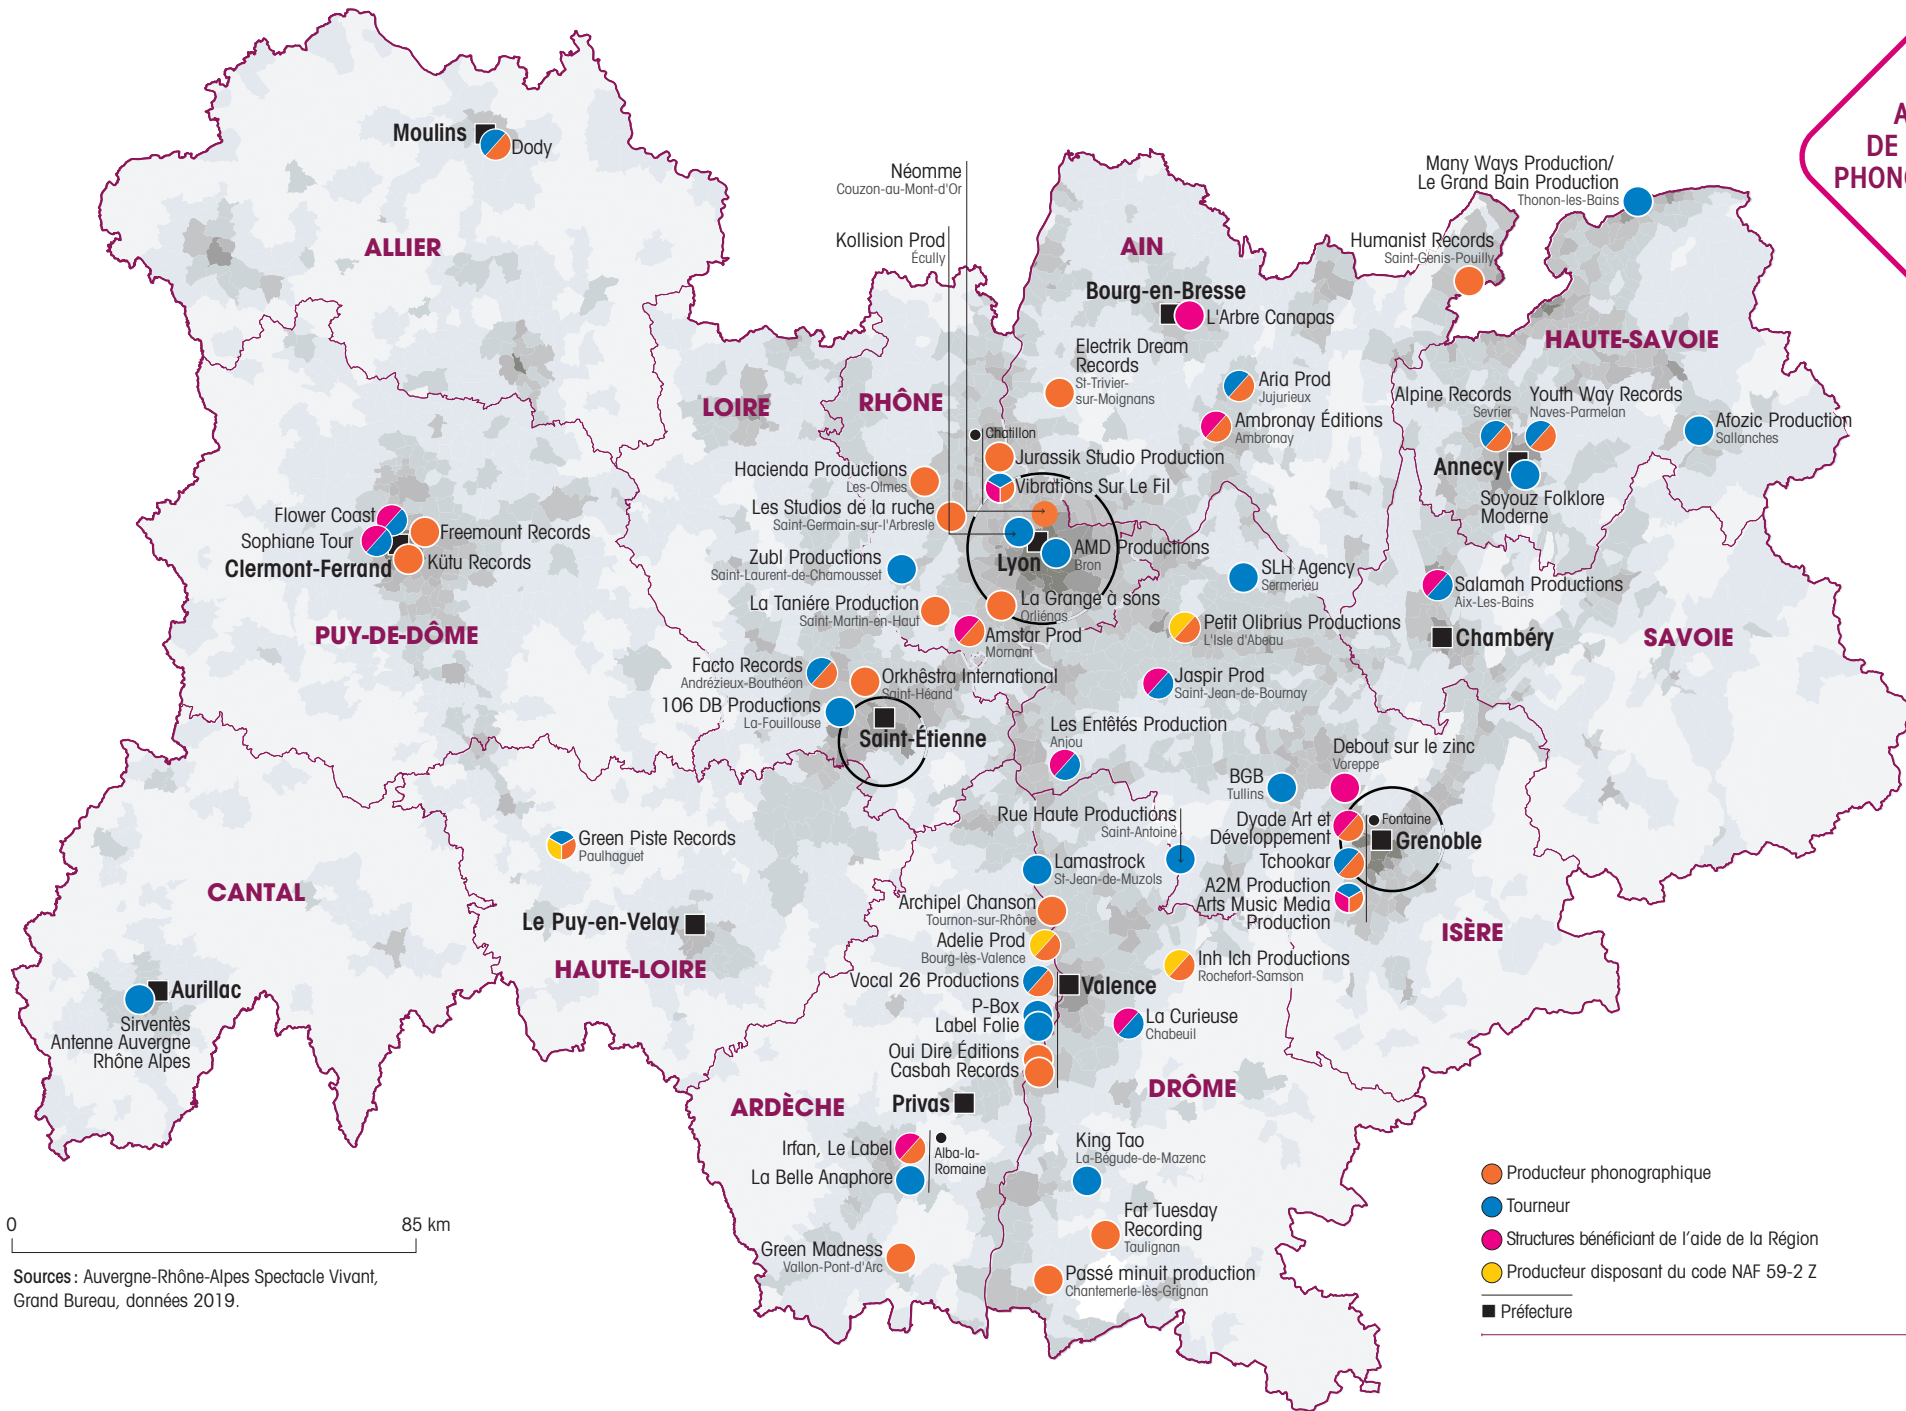 A
DE
PHONO
Moulins
Dody
ALLIER
Néomme
Couzon-au-Mont-d'Or
Kollision Prod
Écully
AIN
Bourg-en-Bresse
L'Arbre Canapas
Many Ways Production/
Le Grand Bain Production
Thonon-les-Bains
Humanist Records
Saint-Genis-Pouilly
HAUTE-SAVOIE
Electrik Dream
Records
St-Trivier-
sur-Moignans
Aria Prod
Jujurieux
Ambronay Éditions
Ambronay
Alpine Records
Sevrier
Youth Way Records
Naves-Parmelan
Afozic Production
Sallanches
Annecy
Soyouz Folklore
Moderne
LOIRE
RHÔNE
Chatillon
Jurassik Studio Production
Vibrations Sur Le Fil
Hacienda Productions
Les-Olmes
Les Studios de la ruche
Saint-Germain-sur-l'Arbresle
Zubl Productions
Saint-Laurent-de-Chamousset
Lyon
AMD Productions
Bron
La Taniére Production
Saint-Martin-en-Haut
La Grange à sons
Orliénas
Amstar Prod
Mornant
SLH Agency
Sermerieu
Petit Olibrius Productions
L'Isle d'Abeau
Salamah Productions
Aix-Les-Bains
Chambéry
SAVOIE
Flower Coast
Sophiane Tour
Freemount Records
Kütu Records
Clermont-Ferrand
PUY-DE-DÔME
Facto Records
Andrézieux-Bouthéon
Orkhêstra International
Saint-Héand
106 DB Productions
La-Fouillouse
Saint-Étienne
Jaspir Prod
Saint-Jean-de-Bournay
Les Entêtés Production
Anjou
Debout sur le zinc
Voreppe
BGB
Tullins
Rue Haute Productions
Saint-Antoine
Dyade Art et
Développement
Fontaine
Grenoble
Tchookar
A2M Production
Arts Music Media
Production
ISÈRE
Green Piste Records
Paulhaguet
CANTAL
Le Puy-en-Velay
HAUTE-LOIRE
Lamastrock
St-Jean-de-Muzols
Archipel Chanson
Tournon-sur-Rhône
Adelie Prod
Bourg-lès-Valence
Inh Ich Productions
Rochefort-Samson
Vocal 26 Productions
Valence
P-Box
Label Folie
La Curieuse
Chabeuil
Oui Dire Éditions
Casbah Records
Aurillac
Sirventès
Antenne Auvergne
Rhône Alpes
ARDÈCHE
Privas
DRÔME
Irfan, Le Label
La Belle Anaphore
Alba-la-
Romaine
King Tao
La-Bégude-de-Mazenc
Fat Tuesday
Recording
Taulignan
Green Madness
Vallon-Pont-d'Arc
Passé minuit production
Chantemerle-lès-Grignan
0
85 km
Sources : Auvergne-Rhône-Alpes Spectacle Vivant,
Grand Bureau, données 2019.
Producteur phonographique
Tourneur
Structures bénéficiant de l'aide de la Région
Producteur disposant du code NAF 59-2 Z
Préfecture